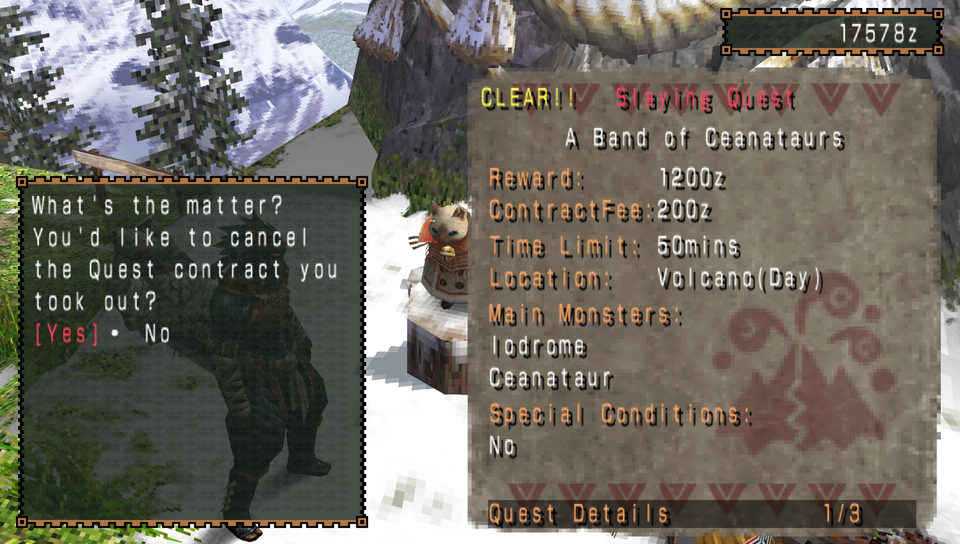 17578z
CLEAR!! Slaying Quest
A Band of Ceanataurs
Reward: 1200z
ContractFee:200z
Time Limit: 50mins
Location: Volcano(Day)
Main Monsters:
Iodrome
Ceanataur
Special Conditions:
No
Quest Details 1/3
What's the matter?
You'd like to cancel
the Quest contract you
took out?
[Yes] • No